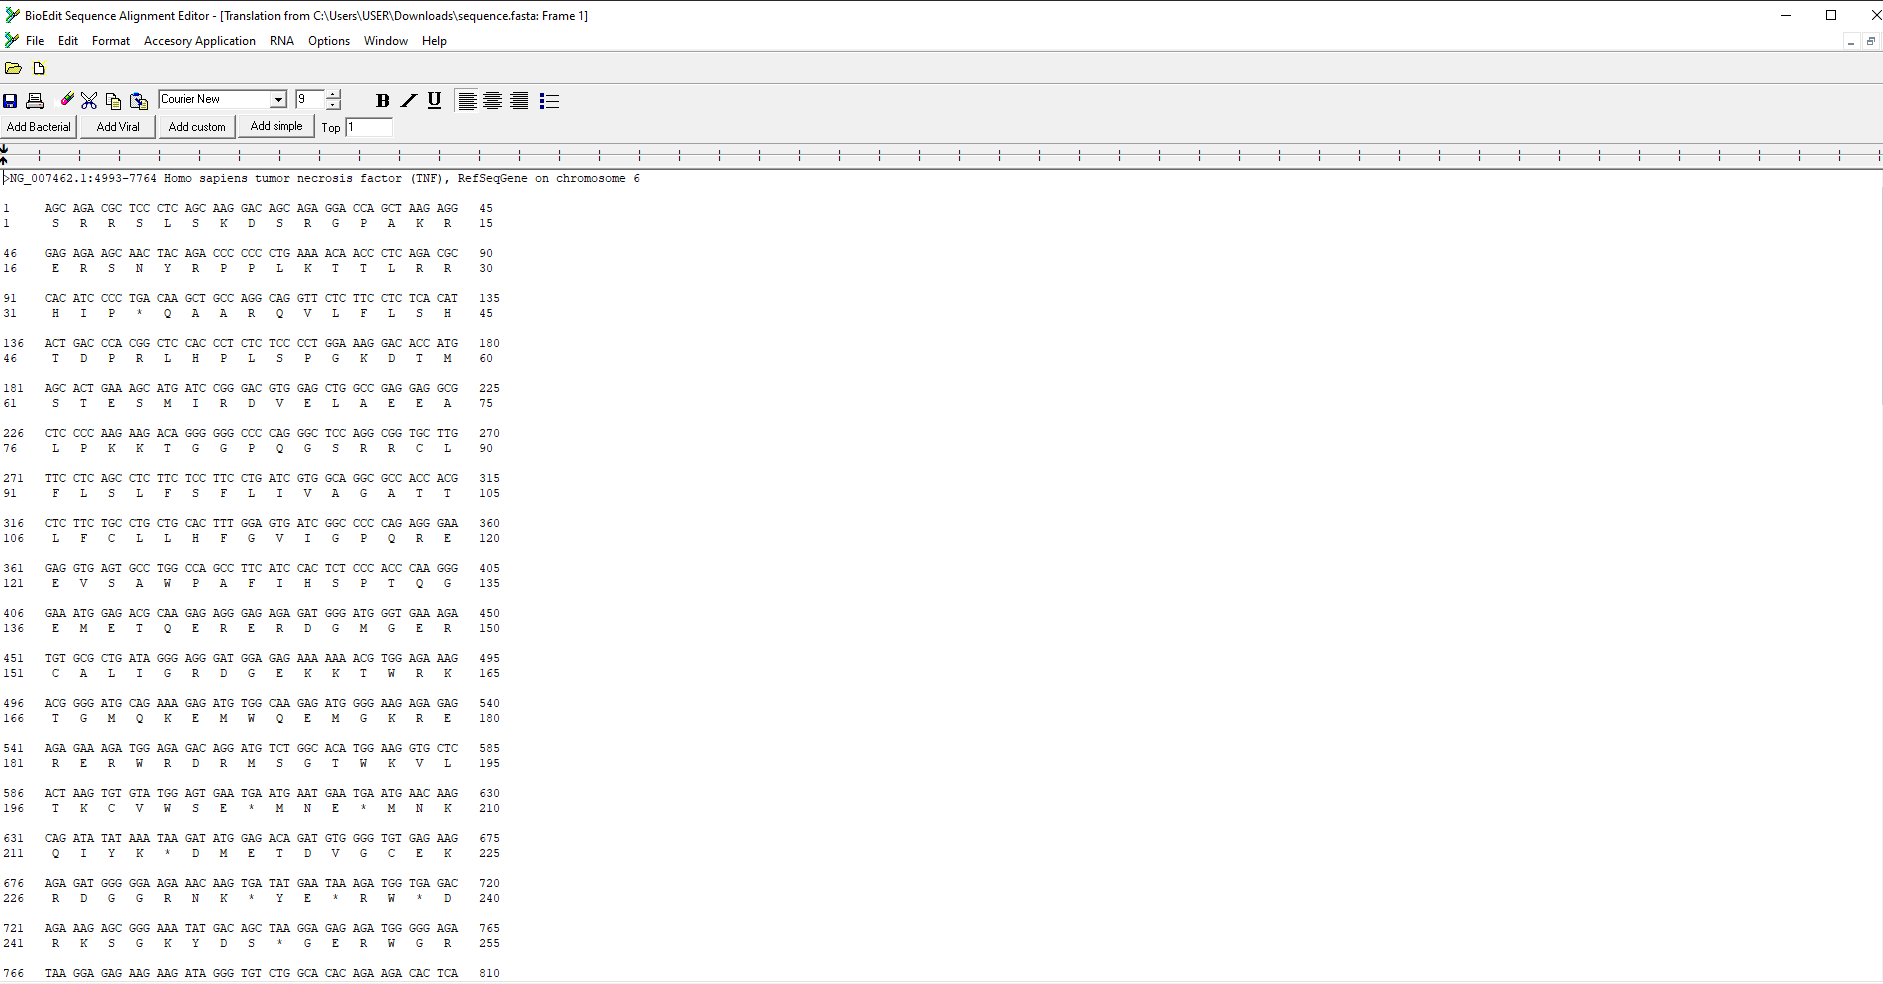 BioEdit Sequence Alignment Editor - [Translation from C:\Users\USER\Downloads\sequence.fasta: Frame 1]
File Edit Format Accesory Application RNA Options Window Help
Courier New 9 B I U
Add Bacterial Add Viral Add custom Add simple Top 1
>NG_007462.1:4993-7764 Homo sapiens tumor necrosis factor (TNF), RefSeqGene on chromosome 6
1 AGC AGA CGC TCC CTC AGC AAG GAC AGC AGA GGA CCA GCT AAG AGG 45
1 S R R S L S K D S R G P A K R 15
46 GAG AGA AGC AAC TAC AGA CCC CCC CTG AAA ACA ACC CTC AGA CGC 90
16 E R S N Y R P P L K T T L R R 30
91 CAC ATC CCC TGA CAA GCT GCC AGG CAG GTT CTC TTC CTC TCA CAT 135
31 H I P * Q A A R Q V L F L S H 45
136 ACT GAC CCA CGG CTC CAC CCT CTC TCC CCT GGA AAG GAC ACC ATG 180
46 T D P R L H P L S P G K D T M 60
181 AGC ACT GAA AGC ATG ATC CGG GAC GTG GAG CTG GCC GAG GAG GCG 225
61 S T E S M I R D V E L A E E A 75
226 CTC CCC AAG AAG ACA GGG GGG CCC CAG GGC TCC AGG CGG TGC TTG 270
76 L P K K T G G P Q G S R R C L 90
271 TTC CTC AGC CTC TTC TCC TTC CTG ATC GTG GCA GGC GCC ACC ACG 315
91 F L S L F S F L I V A G A T T 105
316 CTC TTC TGC CTG CTG CAC TTT GGA GTG ATC GGC CCC CAG AGG GAA 360
106 L F C L L H F G V I G P Q R E 120
361 GAG GTG AGT GCC TGG CCA GCC TTC ATC CAC TCT CCC ACC CAA GGG 405
121 E V S A W P A F I H S P T Q G 135
406 GAA ATG GAG ACG CAA GAG AGG GAG AGA GAT GGG ATG GGT GAA AGA 450
136 E M E T Q E R E R D G M G E R 150
451 TGT GCG CTG ATA GGG AGG GAT GGA GAG AAA AAA ACG TGG AGA AAG 495
151 C A L I G R D G E K K T W R K 165
496 ACG GGG ATG CAG AAA GAG ATG TGG CAA GAG ATG GGG AAG AGA GAG 540
166 T G M Q K E M W Q E M G K R E 180
541 AGA GAA AGA TGG AGA GAC AGG ATG TCT GGC ACA TGG AAG GTG CTC 585
181 R E R W R D R M S G T W K V L 195
586 ACT AAG TGT GTA TGG AGT GAA TGA ATG AAT GAA TGA ATG AAC AAG 630
196 T K C V W S E * M N E * M N K 210
631 CAG ATA TAT AAA TAA GAT ATG GAG ACA GAT GTG GGG TGT GAG AAG 675
211 Q I Y K * D M E T D V G C E K 225
676 AGA GAT GGG GGA AGA AAC AAG TGA TAT GAA TAA AGA TGG TGA GAC 720
226 R D G G R N K * Y E * R W * D 240
721 AGA AAG AGC GGG AAA TAT GAC AGC TAA GGA GAG AGA TGG GGG AGA 765
241 R K S G K Y D S * G E R W G R 255
766 TAA GGA GAG AAG AAG ATA GGG TGT CTG GCA CAC AGA AGA CAC TCA 810